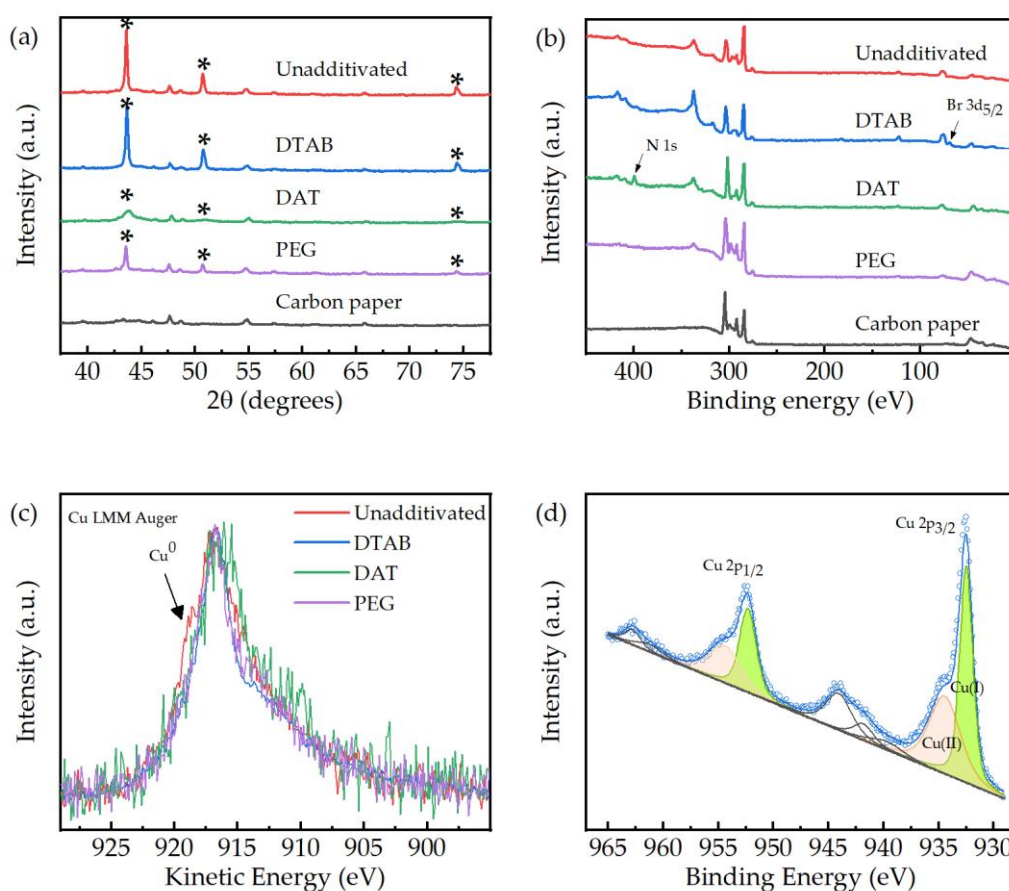 (a)
*
*
*
Unadditivated
*
*
*
DTAB
*
*
*
DAT
*
*
*
PEG
Carbon paper
40 45 50 55 60 65 70 75
2θ (degrees)
Intensity (a.u.)
(b)
Unadditivated
Br 3d5/2
DTAB
N 1s
DAT
PEG
Carbon paper
400 300 200 100
Binding energy (eV)
Intensity (a.u.)
(c)
Cu LMM Auger
Cu0
Unadditivated
DTAB
DAT
PEG
925 920 915 910 905 900
Kinetic Energy (eV)
Intensity (a.u.)
(d)
Cu 2p3/2
Cu 2p1/2
Cu(I)
Cu(II)
965 960 955 950 945 940 935 930
Binding Energy (eV)
Intensity (a.u.)